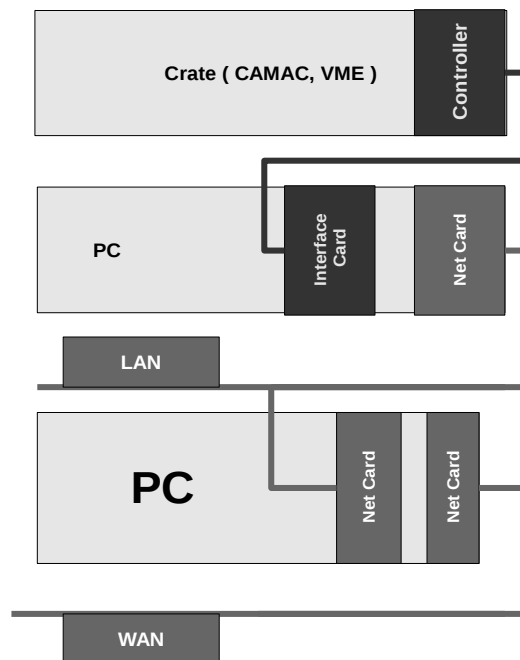 Crate ( CAMAC, VME )
Controller
PC
Interface
Card
Net Card
LAN
PC
Net Card
Net Card
WAN